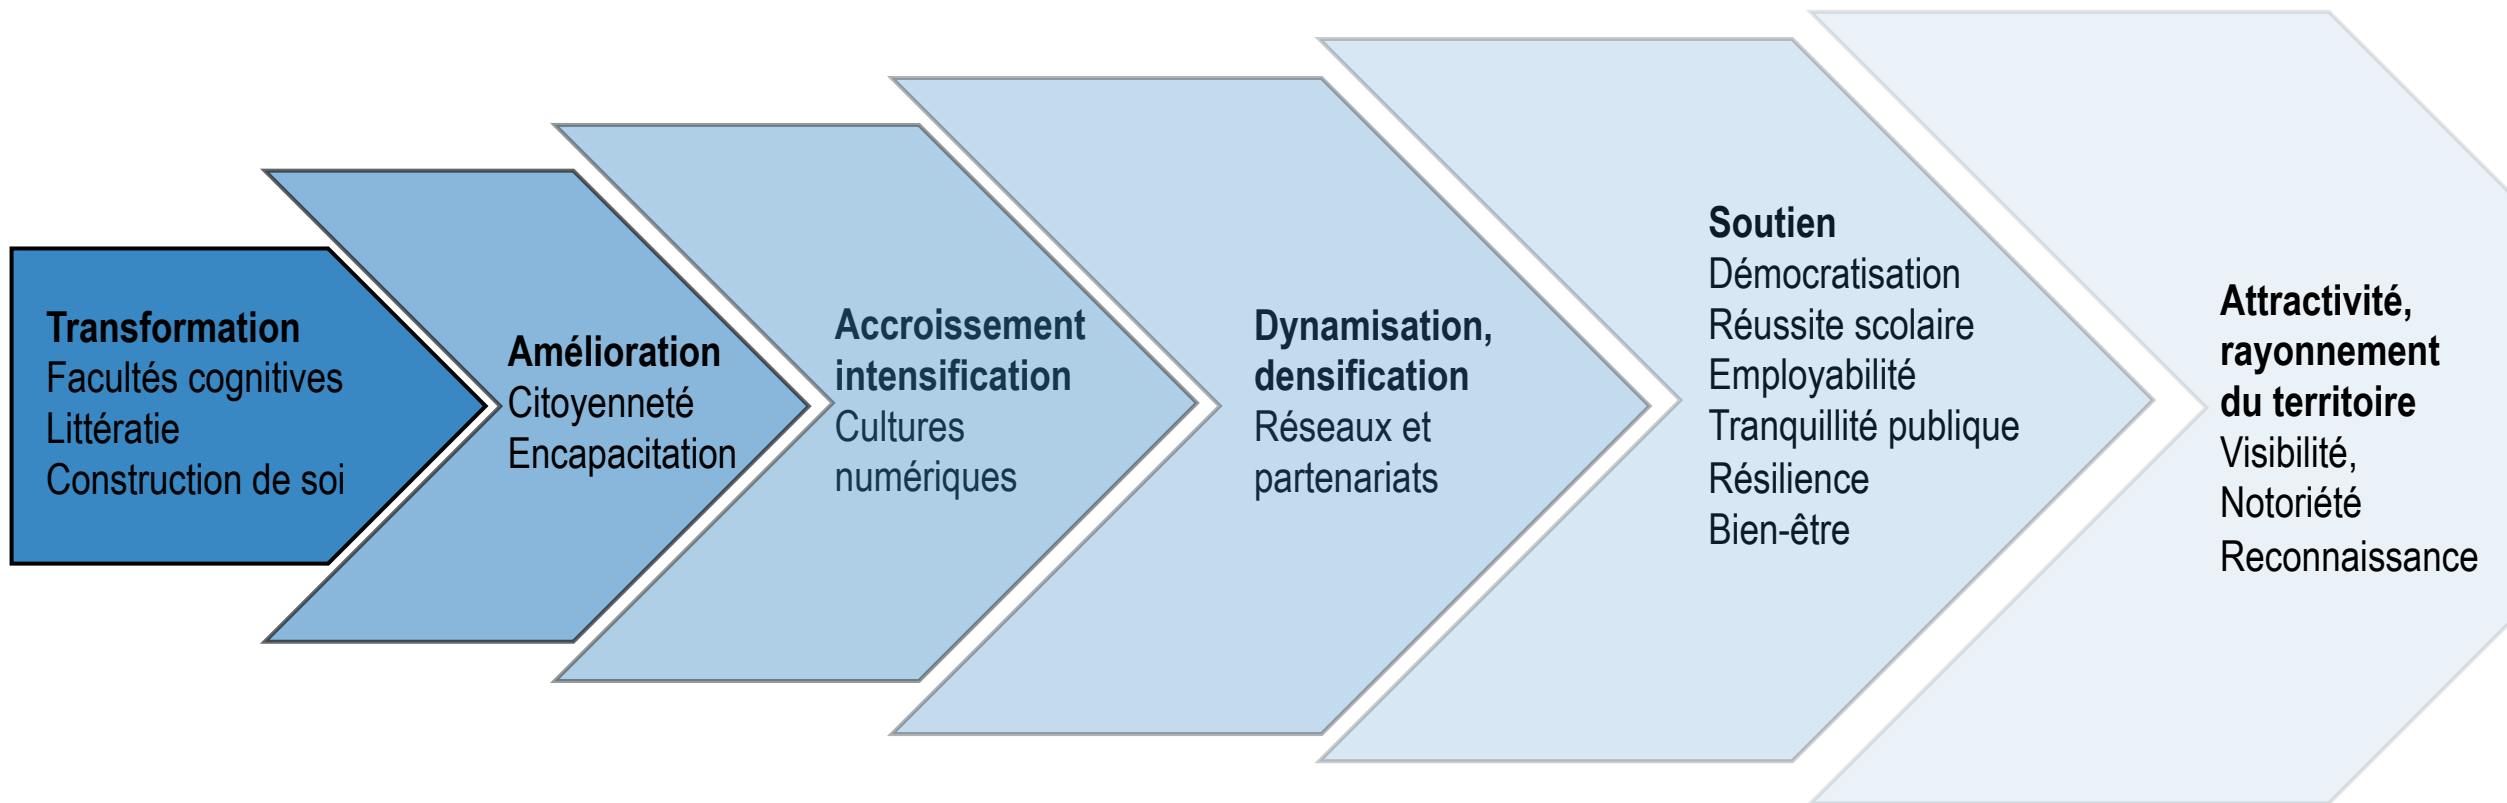 Transformation
Facultés cognitives
Littératie
Construction de soi
Amélioration
Citoyenneté
Encapacitation
Accroissement
intensification
Cultures
numériques
Dynamisation,
densification
Réseaux et
partenariats
Soutien
Démocratisation
Réussite scolaire
Employabilité
Tranquillité publique
Résilience
Bien-être
Attractivité,
rayonnement
du territoire
Visibilité,
Notoriété
Reconnaissance